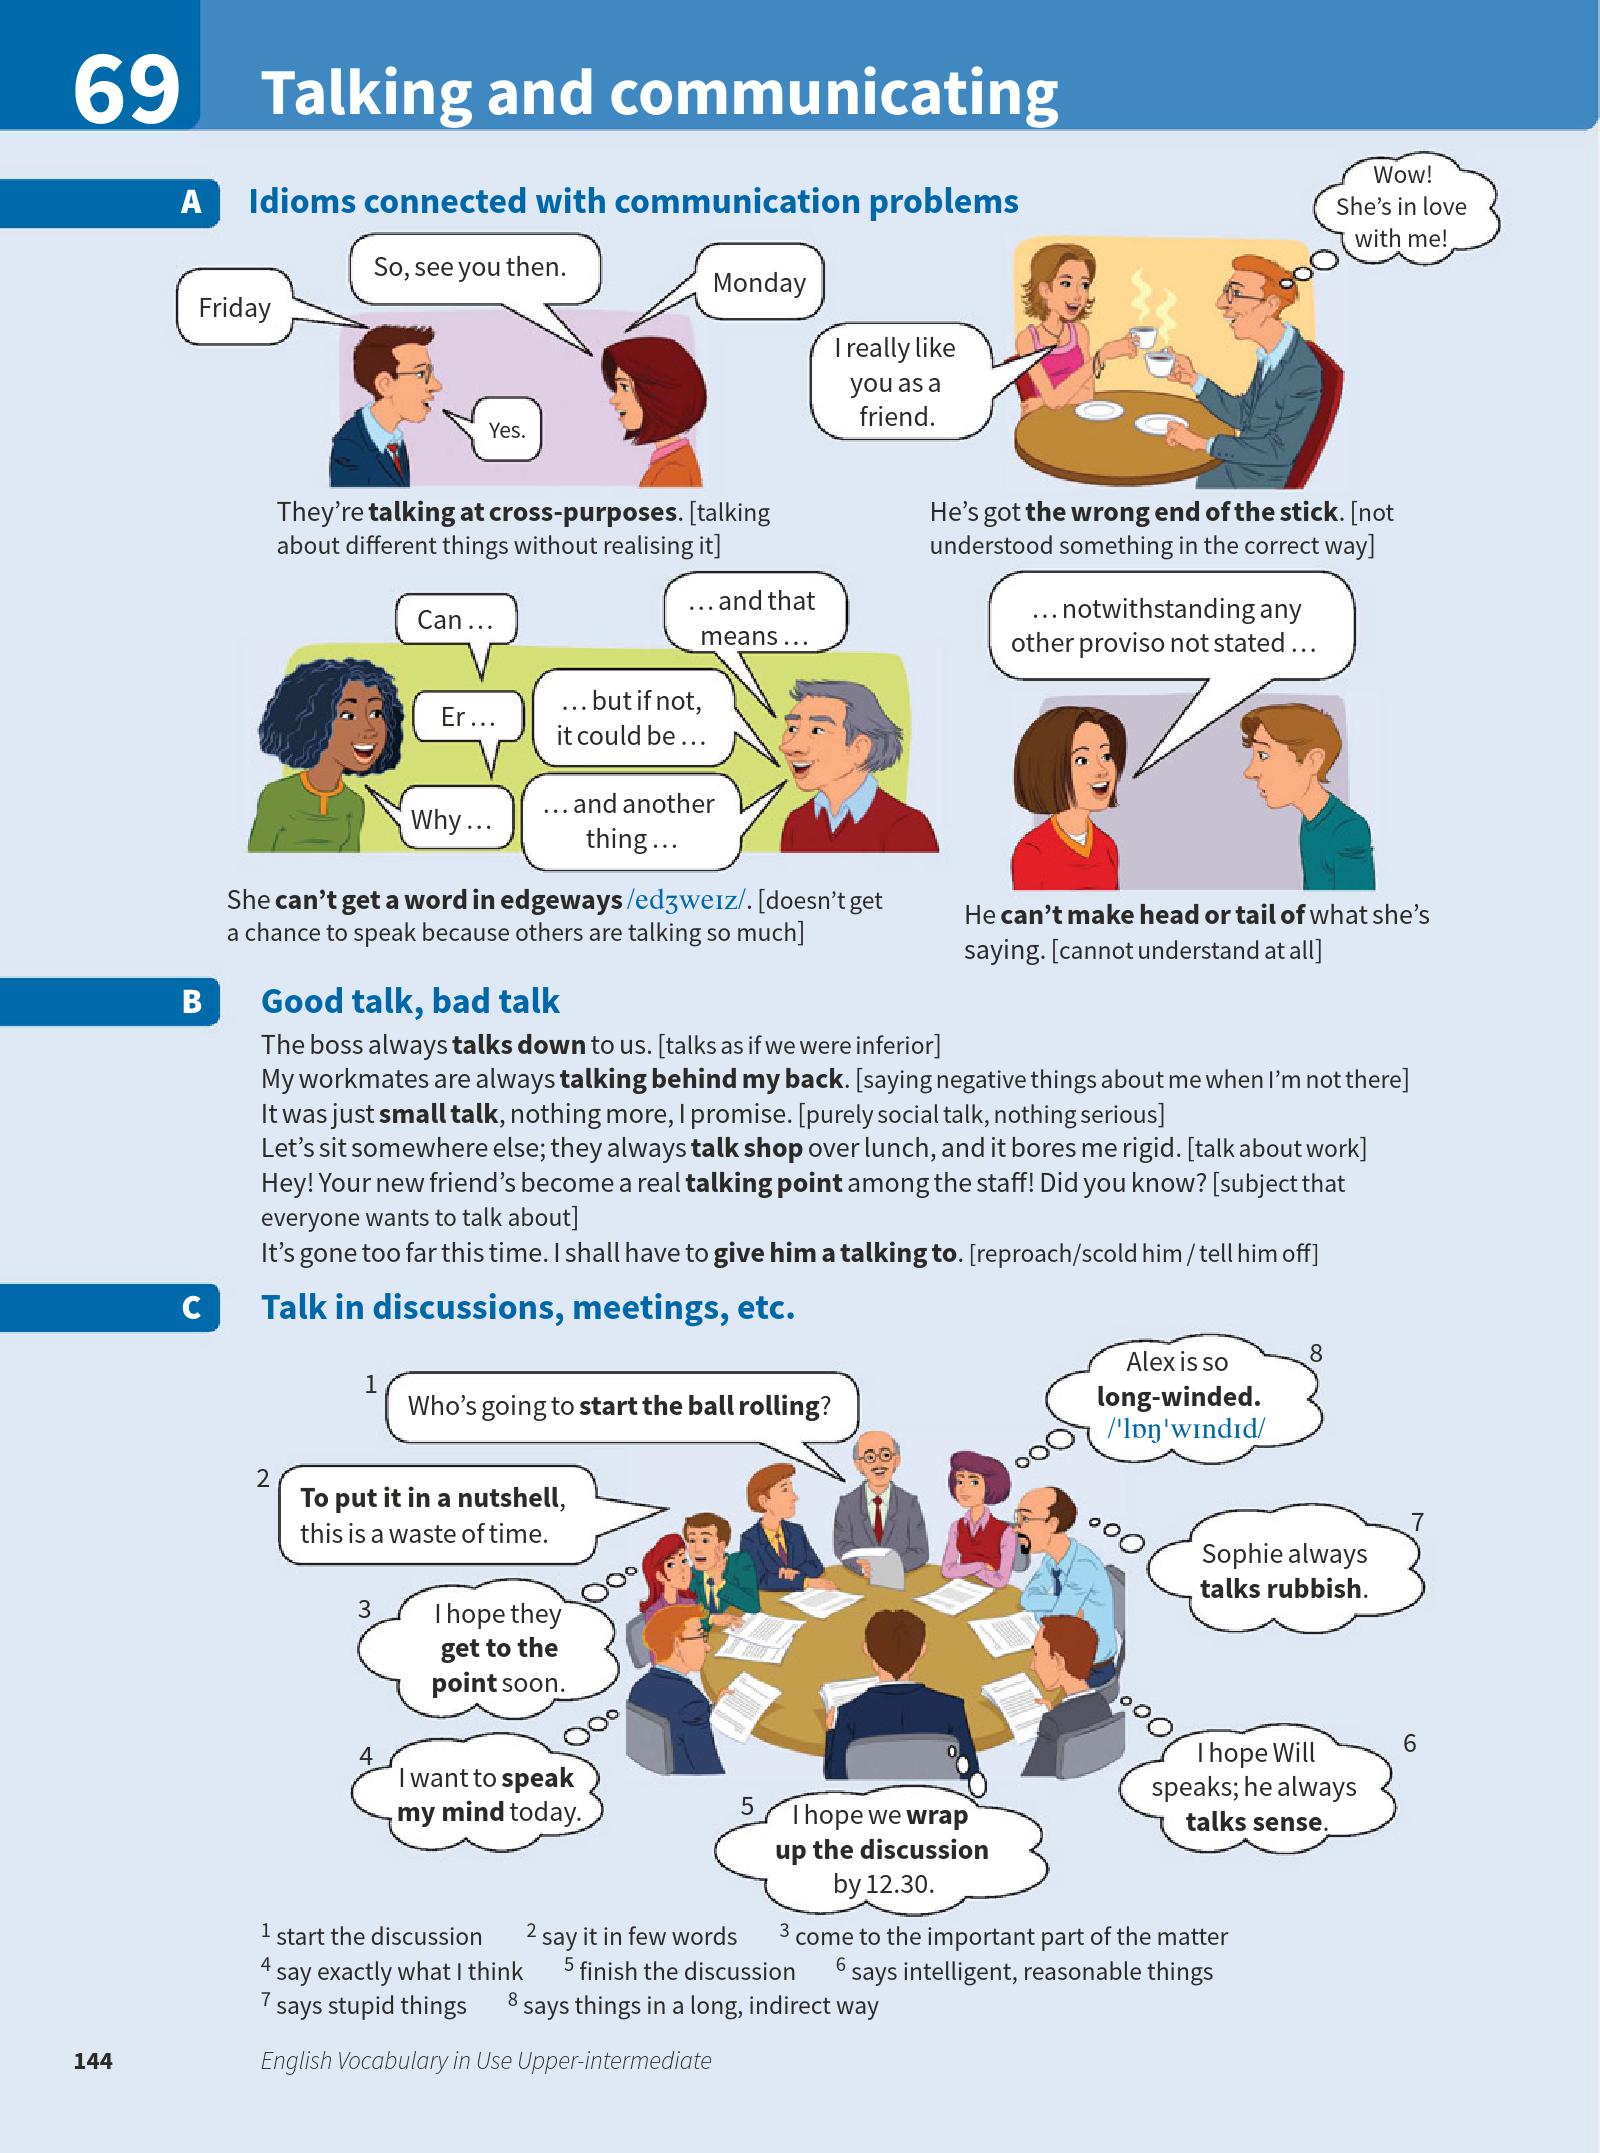 69
Talking and communicating
A
Idioms connected with communication problems
Friday
So, see you then.
Monday
Yes.
I really like
you as a
friend.
Wow!
She's in love
with me!
They're talking at cross-purposes. [talking
about different things without realising it]
He's got the wrong end of the stick. [not
understood something in the correct way]
Can …
Er …
Why …
… and that
means …
… but if not,
it could be …
… and another
thing …
… notwithstanding any
other proviso not stated …
She can't get a word in edgeways /edʒweɪz/. [doesn't get
a chance to speak because others are talking so much]
He can't make head or tail of what she's
saying. [cannot understand at all]
B
Good talk, bad talk
The boss always talks down to us. [talks as if we were inferior]
My workmates are always talking behind my back. [saying negative things about me when I'm not there]
It was just small talk, nothing more, I promise. [purely social talk, nothing serious]
Let's sit somewhere else; they always talk shop over lunch, and it bores me rigid. [talk about work]
Hey! Your new friend's become a real talking point among the staff! Did you know? [subject that
everyone wants to talk about]
It's gone too far this time. I shall have to give him a talking to. [reproach/scold him / tell him off]
C
Talk in discussions, meetings, etc.
1
Who's going to start the ball rolling?
2
To put it in a nutshell,
this is a waste of time.
3
I hope they
get to the
point soon.
4
I want to speak
my mind today.
5
I hope we wrap
up the discussion
by 12.30.
6
I hope Will
speaks; he always
talks sense.
7
Sophie always
talks rubbish.
8
Alex is so
long-winded.
/ˈlɒŋˈwɪndɪd/
1 start the discussion 2 say it in few words 3 come to the important part of the matter
4 say exactly what I think 5 finish the discussion 6 says intelligent, reasonable things
7 says stupid things 8 says things in a long, indirect way
144
English Vocabulary in Use Upper-intermediate